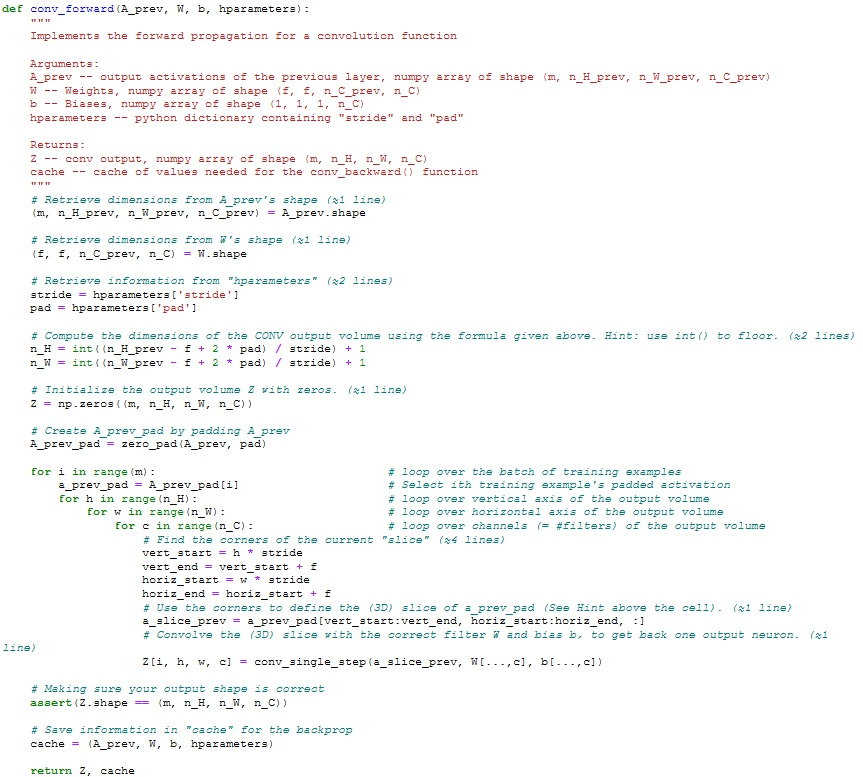 def conv_forward(A_prev, W, b, hparameters):
    """
    Implements the forward propagation for a convolution function

    Arguments:
    A_prev -- output activations of the previous layer, numpy array of shape (m, n_H_prev, n_W_prev, n_C_prev)
    W -- Weights, numpy array of shape (f, f, n_C_prev, n_C)
    b -- Biases, numpy array of shape (1, 1, 1, n_C)
    hparameters -- python dictionary containing "stride" and "pad"

    Returns:
    Z -- conv output, numpy array of shape (m, n_H, n_W, n_C)
    cache -- cache of values needed for the conv_backward() function
    """
    # Retrieve dimensions from A_prev's shape (≈1 line)
    (m, n_H_prev, n_W_prev, n_C_prev) = A_prev.shape

    # Retrieve dimensions from W's shape (≈1 line)
    (f, f, n_C_prev, n_C) = W.shape

    # Retrieve information from "hparameters" (≈2 lines)
    stride = hparameters['stride']
    pad = hparameters['pad']

    # Compute the dimensions of the CONV output volume using the formula given above. Hint: use int() to floor. (≈2 lines)
    n_H = int((n_H_prev - f + 2 * pad) / stride) + 1
    n_W = int((n_W_prev - f + 2 * pad) / stride) + 1

    # Initialize the output volume Z with zeros. (≈1 line)
    Z = np.zeros((m, n_H, n_W, n_C))

    # Create A_prev_pad by padding A_prev
    A_prev_pad = zero_pad(A_prev, pad)

    for i in range(m):                                 # loop over the batch of training examples
        a_prev_pad = A_prev_pad[i]                     # Select ith training example's padded activation
        for h in range(n_H):                           # loop over vertical axis of the output volume
            for w in range(n_W):                       # loop over horizontal axis of the output volume
                for c in range(n_C):                   # loop over channels (= #filters) of the output volume
                    # Find the corners of the current "slice" (≈4 lines)
                    vert_start = h * stride
                    vert_end = vert_start + f
                    horiz_start = w * stride
                    horiz_end = horiz_start + f
                    # Use the corners to define the (3D) slice of a_prev_pad (See Hint above the cell). (≈1 line)
                    a_slice_prev = a_prev_pad[vert_start:vert_end, horiz_start:horiz_end, :]
                    # Convolve the (3D) slice with the correct filter W and bias b, to get back one output neuron. (≈1
line)
                    Z[i, h, w, c] = conv_single_step(a_slice_prev, W[...,c], b[...,c])

    # Making sure your output shape is correct
    assert(Z.shape == (m, n_H, n_W, n_C))

    # Save information in "cache" for the backprop
    cache = (A_prev, W, b, hparameters)

    return Z, cache